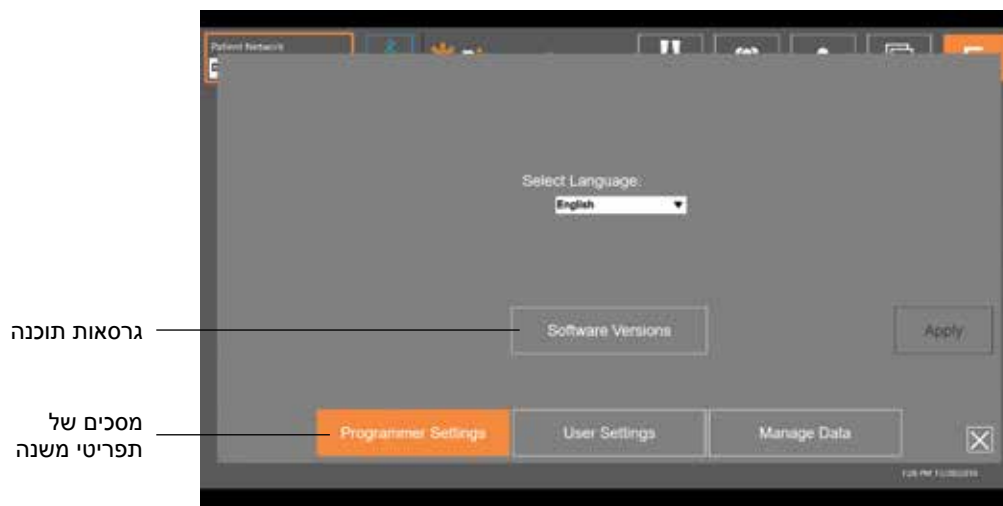 Patient Network
Select Language:
English
גרסאות תוכנה
Software Versions
Apply
מסכים של
תפריטי משנה
Programmer Settings
User Settings
Manage Data